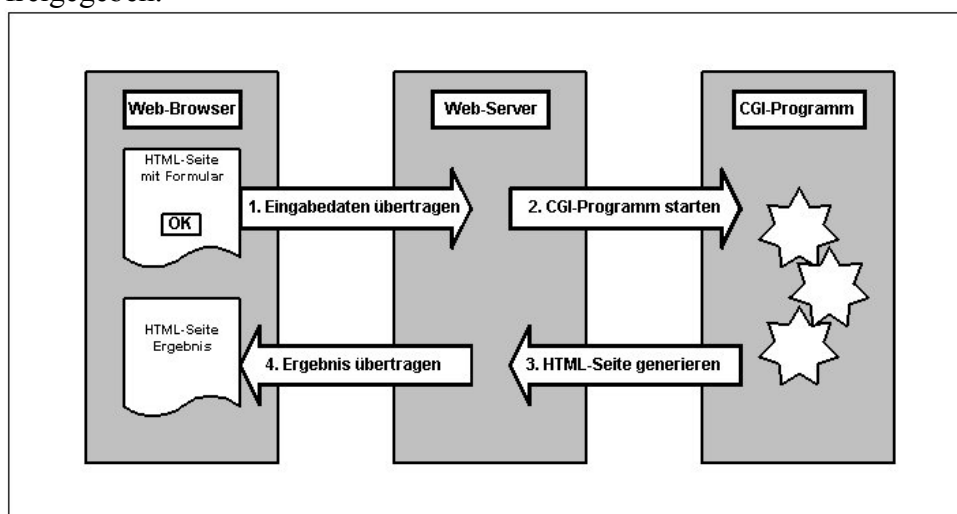 freigegeben.
Web-Browser
Web-Server
CGI-Programm
HTML-Seite
mit Formular
OK
1. Eingabedaten übertragen
2. CGI-Programm starten
HTML-Seite
Ergebnis
4. Ergebnis übertragen
3. HTML-Seite generieren